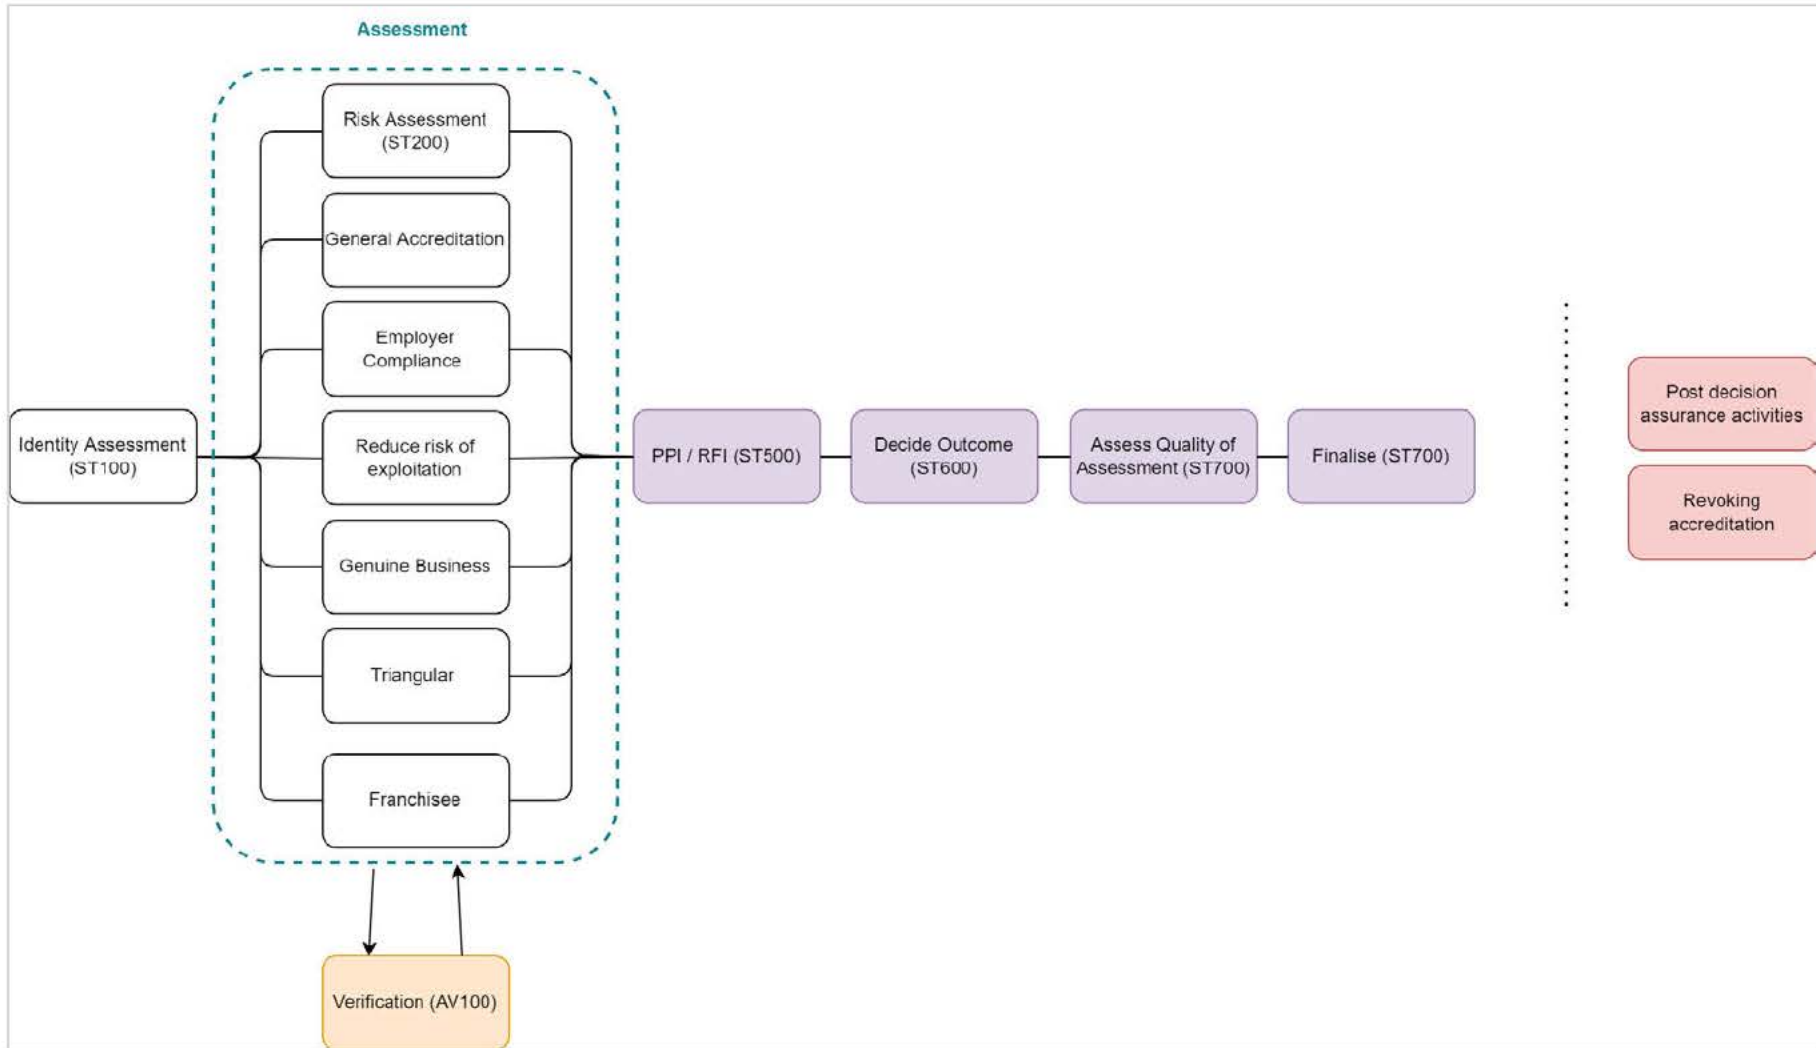 Assessment
Risk Assessment
(ST200)
General Accreditation
Employer
Compliance
Reduce risk of
exploitation
Genuine Business
Triangular
Franchisee
Identity Assessment
(ST100)
PPI / RFI (ST500)
Decide Outcome
(ST600)
Assess Quality of
Assessment (ST700)
Finalise (ST700)
Post decision
assurance activities
Revoking
accreditation
Verification (AV100)